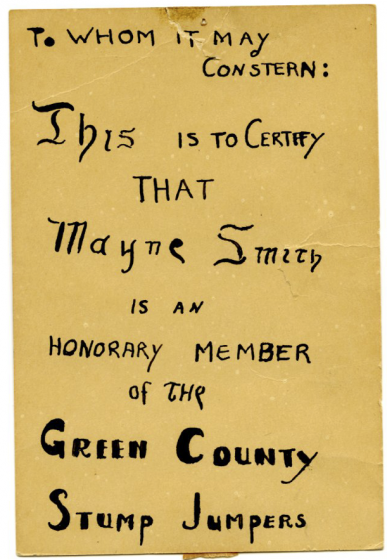 To WHOM IT MAY
CONSTERN:
This IS TO CERTIFY
THAT
Mayne Smith
IS AN
HONORARY MEMBER
of THE
GREEN COUNTY
STUMP JUMPERS